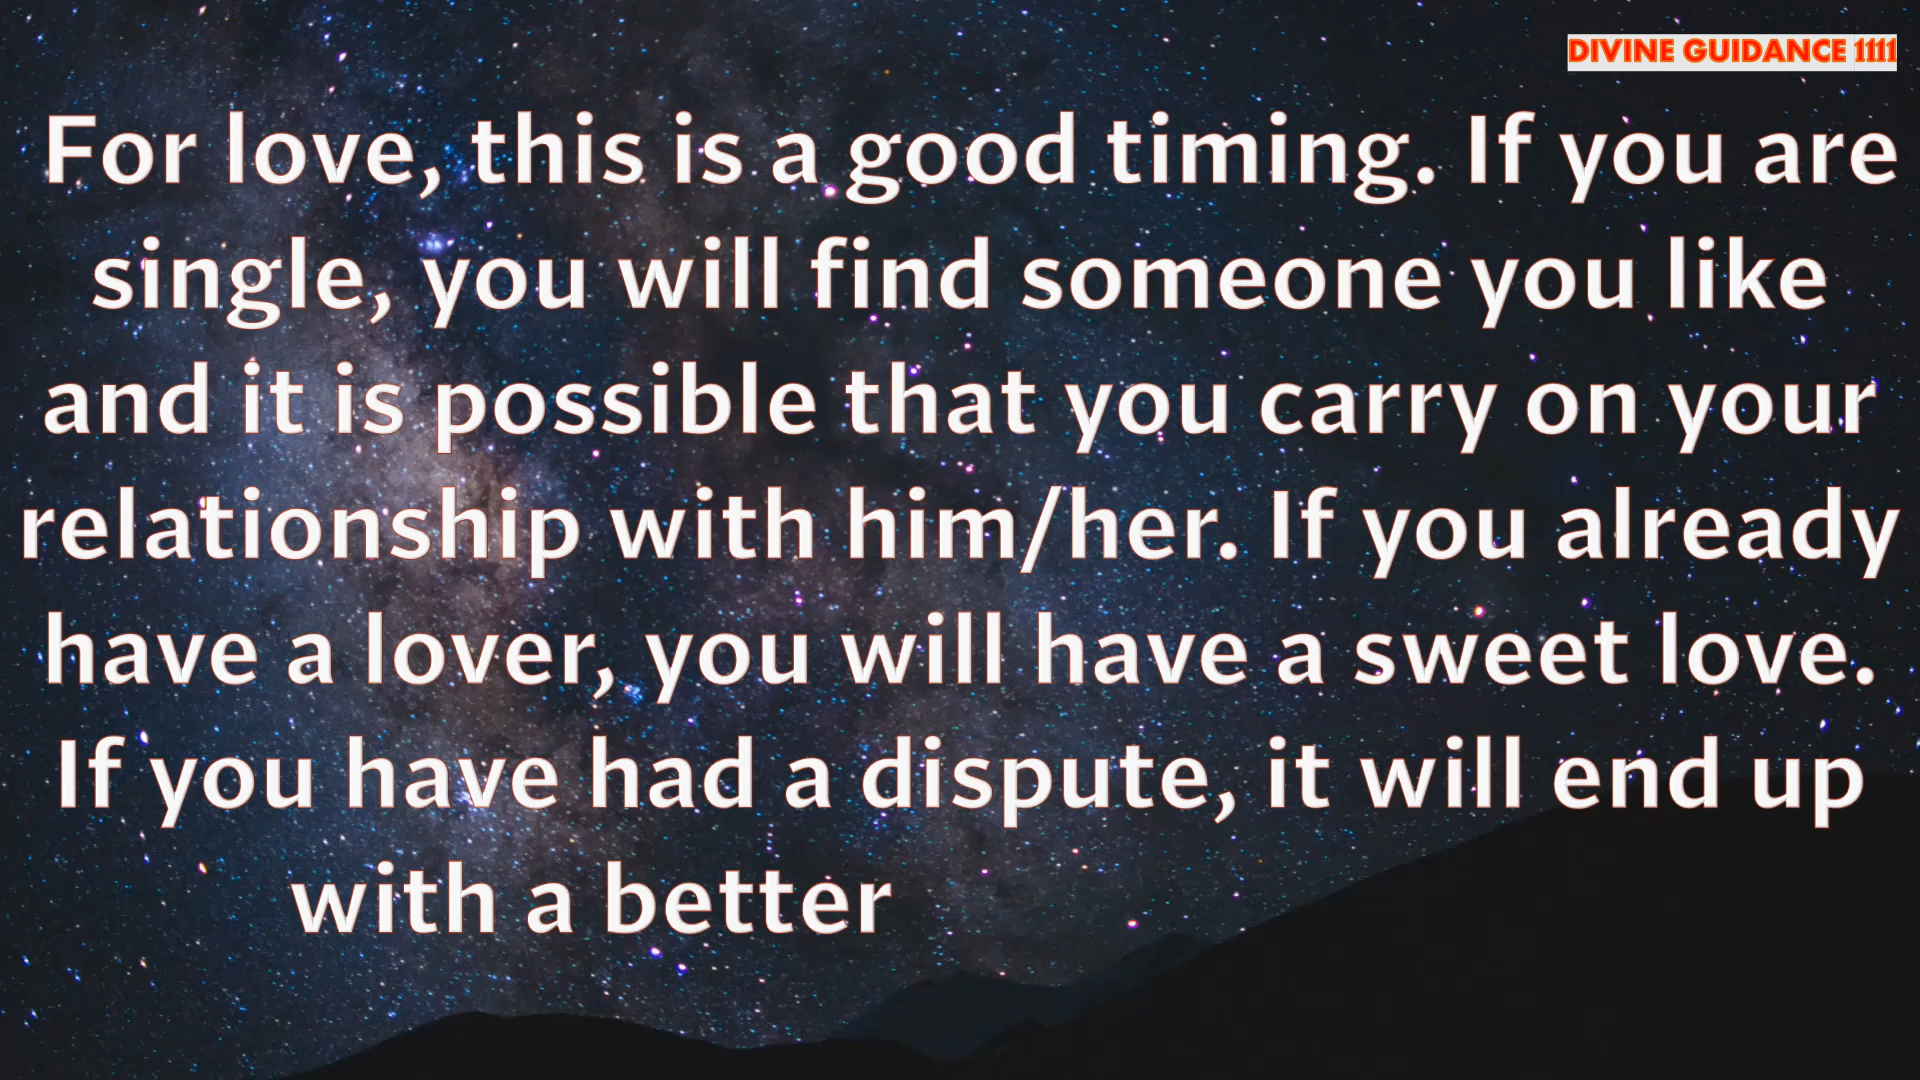 DIVINE GUIDANCE 1111
For love, this is a good timing. If you are
single, you will find someone you like
and it is possible that you carry on your
relationship with him/her. If you already
have a lover, you will have a sweet love.
If you have had a dispute, it will end up
with a better